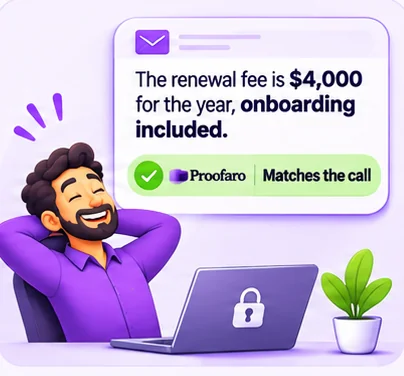 The renewal fee is $4,000
for the year, onboarding
included.
Proofaro Matches the call